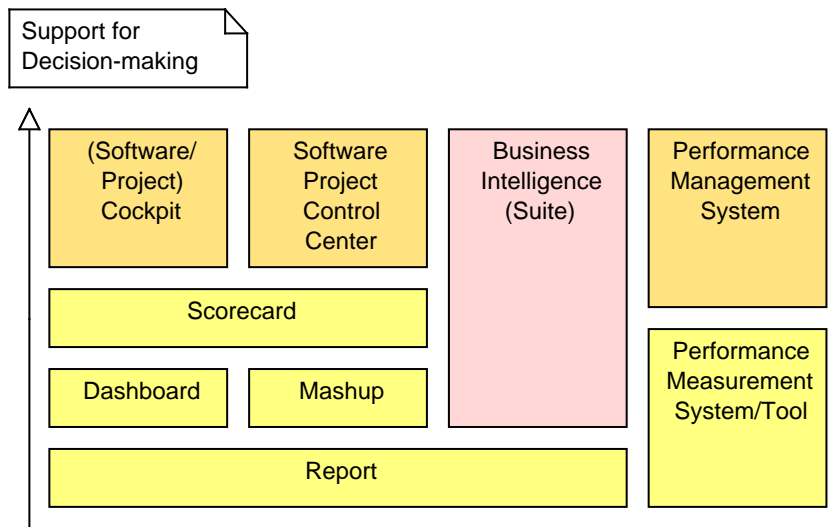 Support for
Decision-making
(Software/
Project)
Cockpit
Software
Project
Control
Center
Business
Intelligence
(Suite)
Performance
Management
System
Scorecard
Performance
Measurement
System/Tool
Dashboard
Mashup
Report